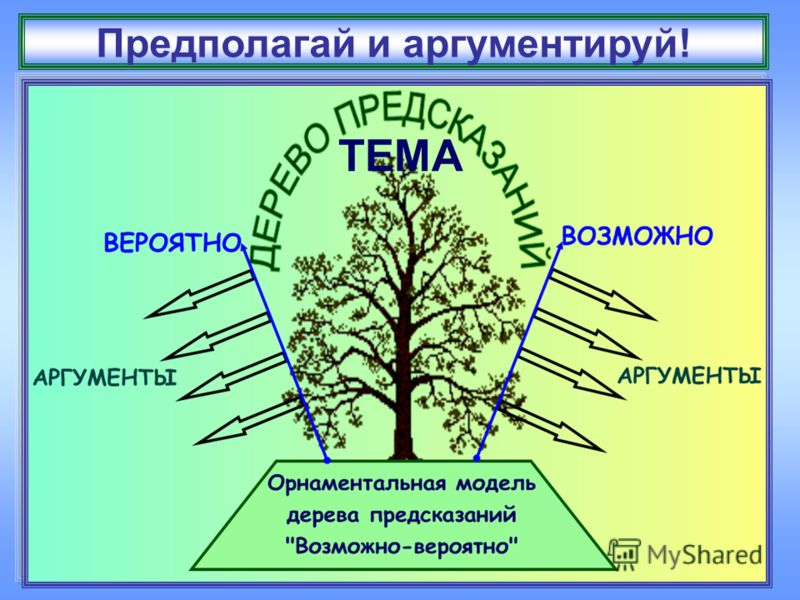 Предполагай и аргументируй!
ДЕРЕВО ПРЕДСКАЗАНИЙ
ТЕМА
ВЕРОЯТНО
ВОЗМОЖНО
АРГУМЕНТЫ
АРГУМЕНТЫ
Орнаментальная модель
дерева предсказаний
"Возможно-вероятно"
MyShared